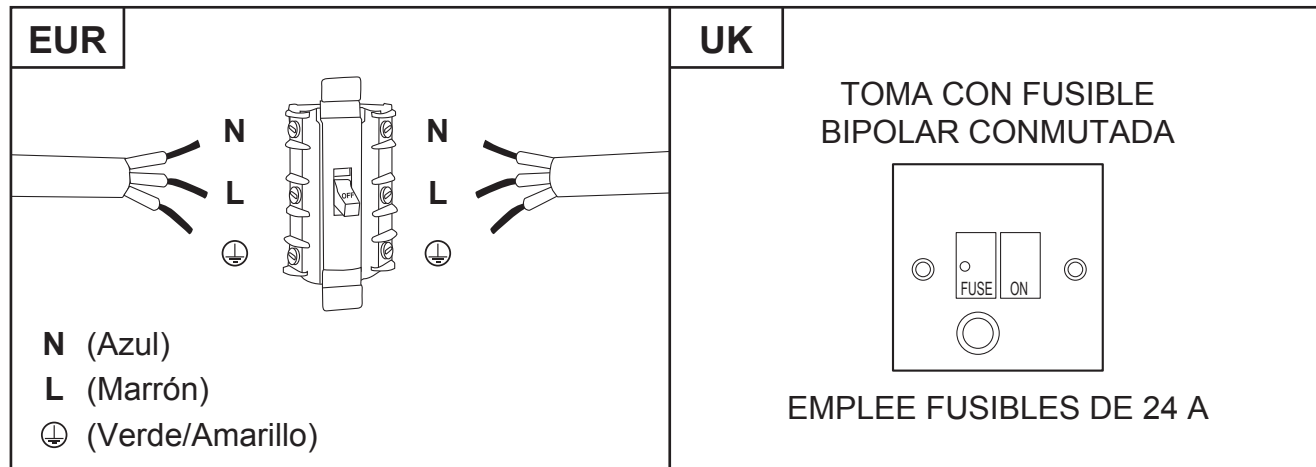 EUR
N
N
L
L
OFF
N (Azul)
L (Marrón)
(Verde/Amarillo)
UK
TOMA CON FUSIBLE
BIPOLAR CONMUTADA
FUSE
ON
EMPLEE FUSIBLES DE 24 A